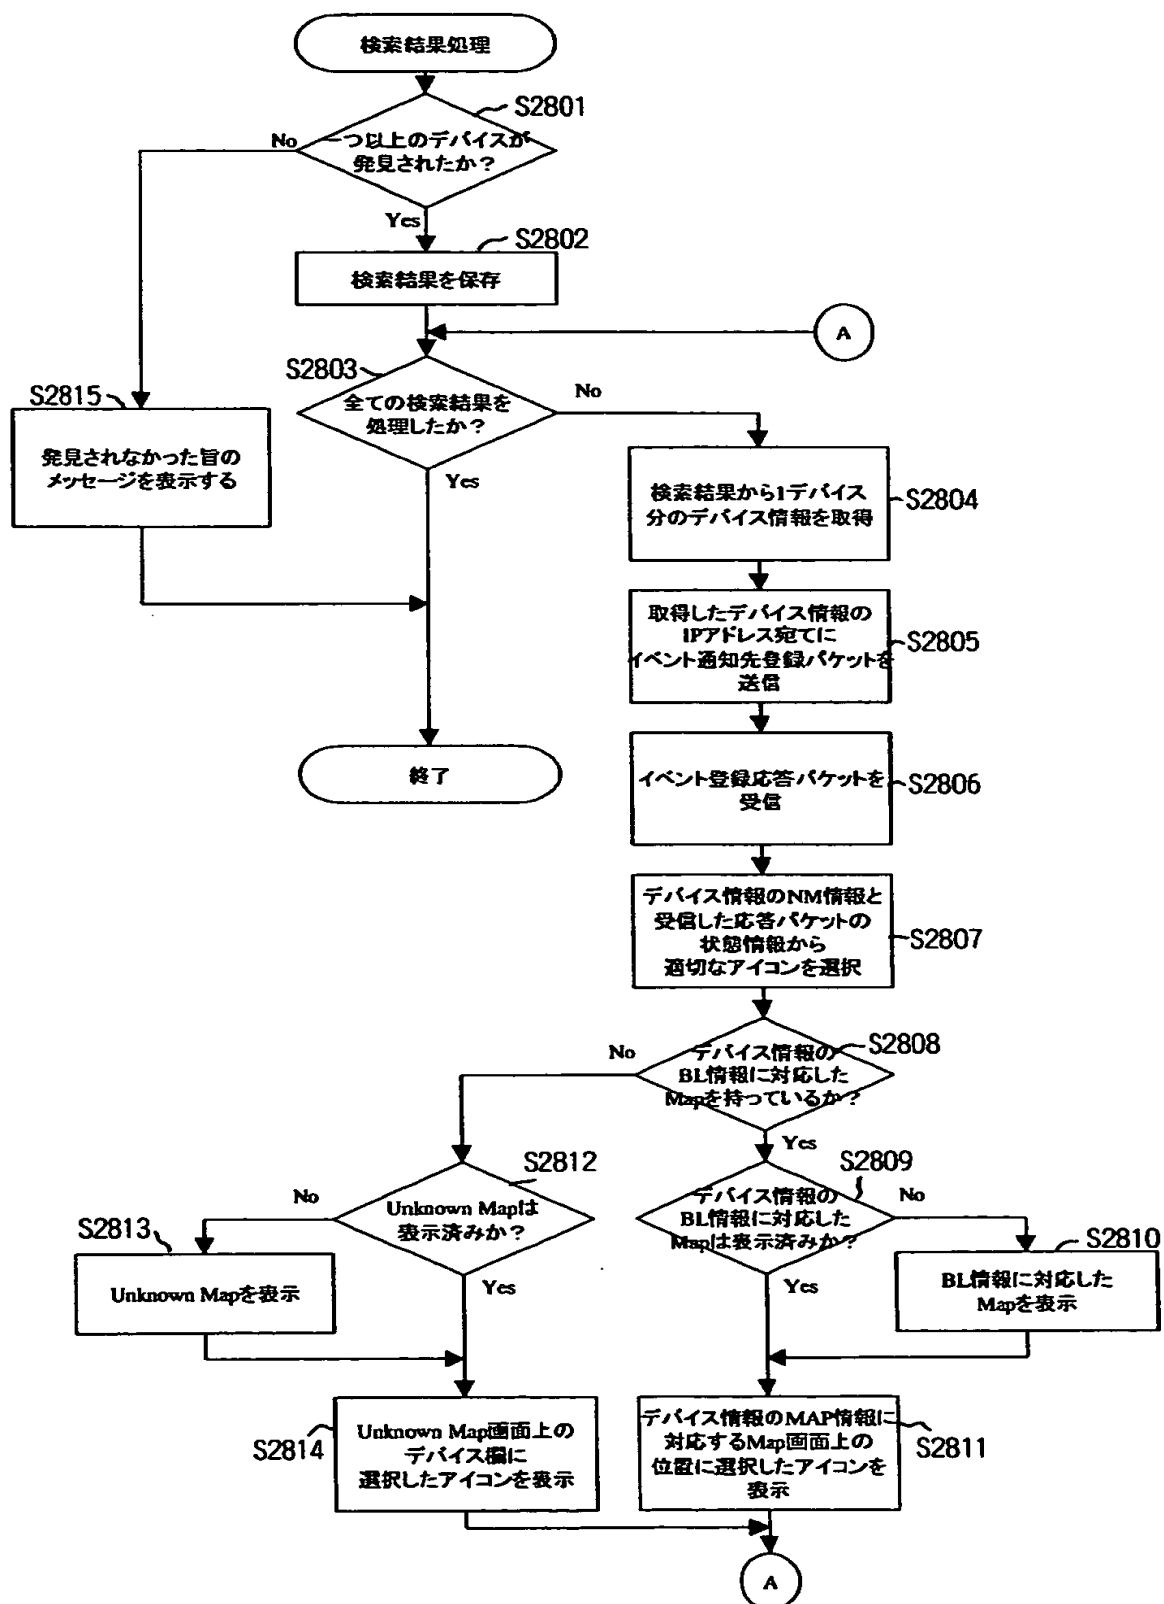 検索結果処理
S2801
No
一つ以上のデバイスが
発見されたか？
Yes
S2802
検索結果を保存
A
S2803
全ての検索結果を
処理したか？
No
Yes
S2815
発見されなかった旨の
メッセージを表示する
検索結果から1デバイス
分のデバイス情報を取得
S2804
取得したデバイス情報の
IPアドレス宛てに
イベント通知先登録パケットを
送信
S2805
終了
イベント登録応答パケットを
受信
S2806
デバイス情報のNM情報と
受信した応答パケットの
状態情報から
適切なアイコンを選択
S2807
S2808
No
デバイス情報の
BL情報に対応した
Mapを持っているか？
Yes
S2812
No
Unknown Mapは
表示済みか？
Yes
S2809
デバイス情報の
BL情報に対応した
Mapは表示済みか？
No
Yes
S2813
Unknown Mapを表示
S2810
BL情報に対応した
Mapを表示
Unknown Map画面上の
デバイス欄に
選択したアイコンを表示
S2814
デバイス情報のMAP情報に
対応するMap画面上の
位置に選択したアイコンを
表示
S2811
A